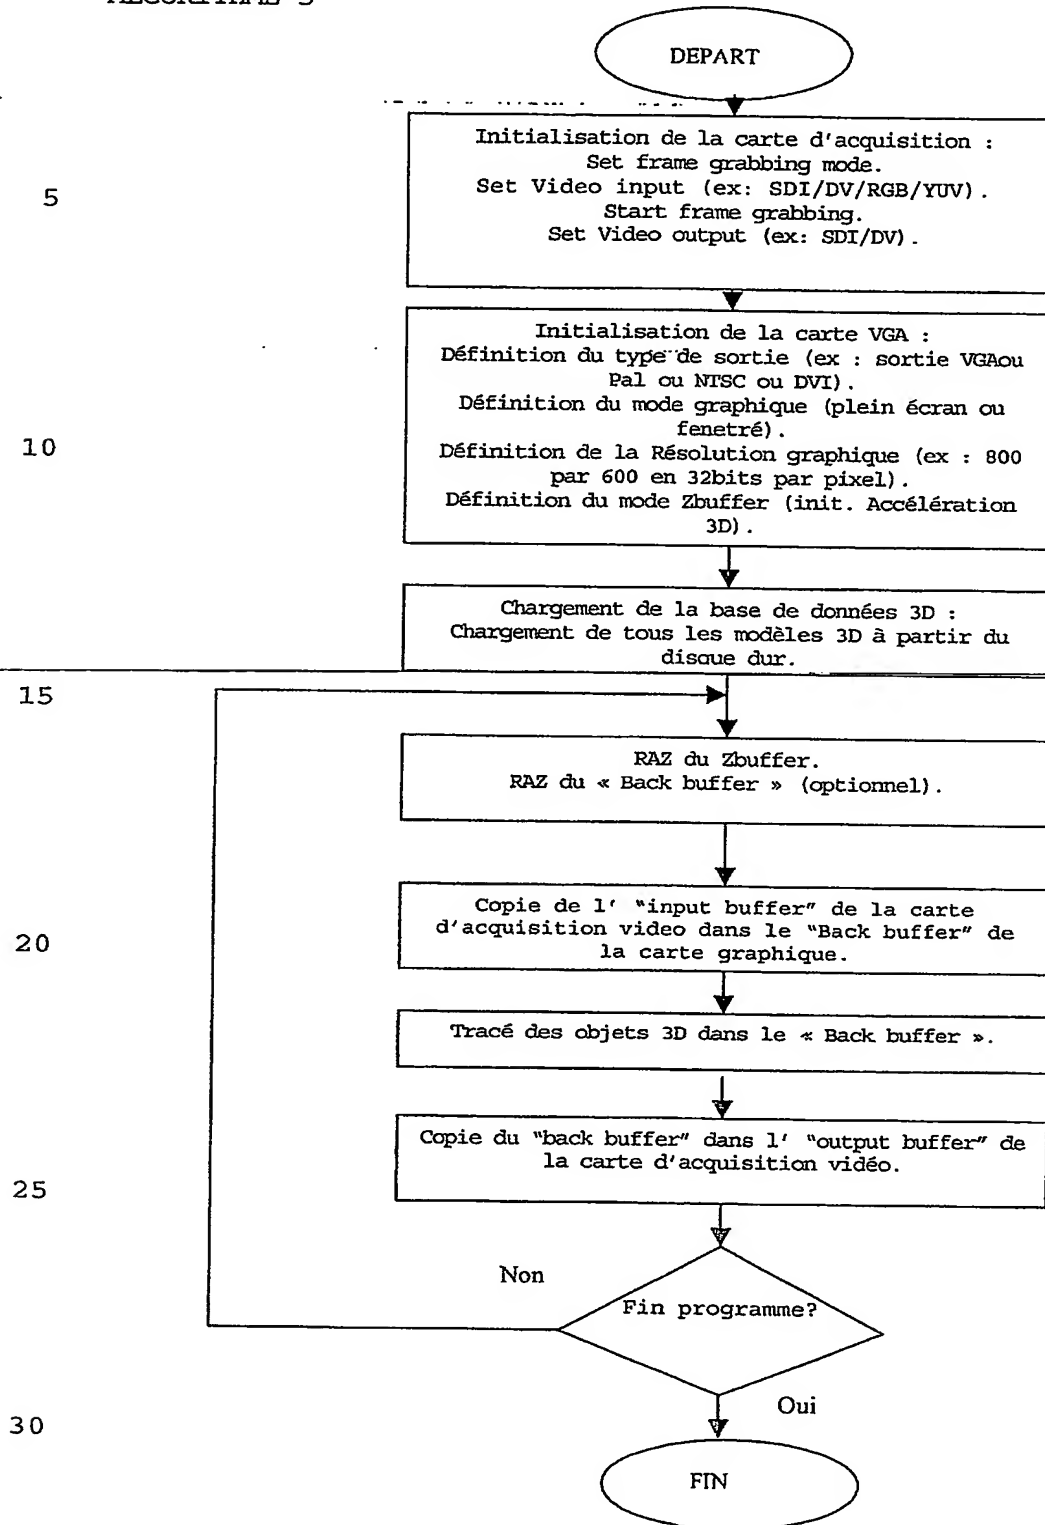 DEPART
Initialisation de la carte d'acquisition :
Set frame grabbing mode.
5
Set Video input (ex: SDI/DV/RGB/YUV).
Start frame grabbing.
Set Video output (ex: SDI/DV).
Initialisation de la carte VGA :
Définition du type de sortie (ex : sortie VGAou
Pal ou NTSC ou DVI).
Définition du mode graphique (plein écran ou
fenetré).
10
Définition de la Résolution graphique (ex : 800
par 600 en 32bits par pixel).
Définition du mode Zbuffer (init. Accélération
3D).
Chargement de la base de données 3D :
Chargement de tous les modèles 3D à partir du
disque dur.
15
RAZ du Zbuffer.
RAZ du « Back buffer » (optionnel).
Copie de l' "input buffer" de la carte
d'acquisition video dans le "Back buffer" de
20
la carte graphique.
Tracé des objets 3D dans le « Back buffer ».
Copie du "back buffer" dans l' "output buffer" de
la carte d'acquisition vidéo.
25
Non
Fin programme?
Oui
30
FIN